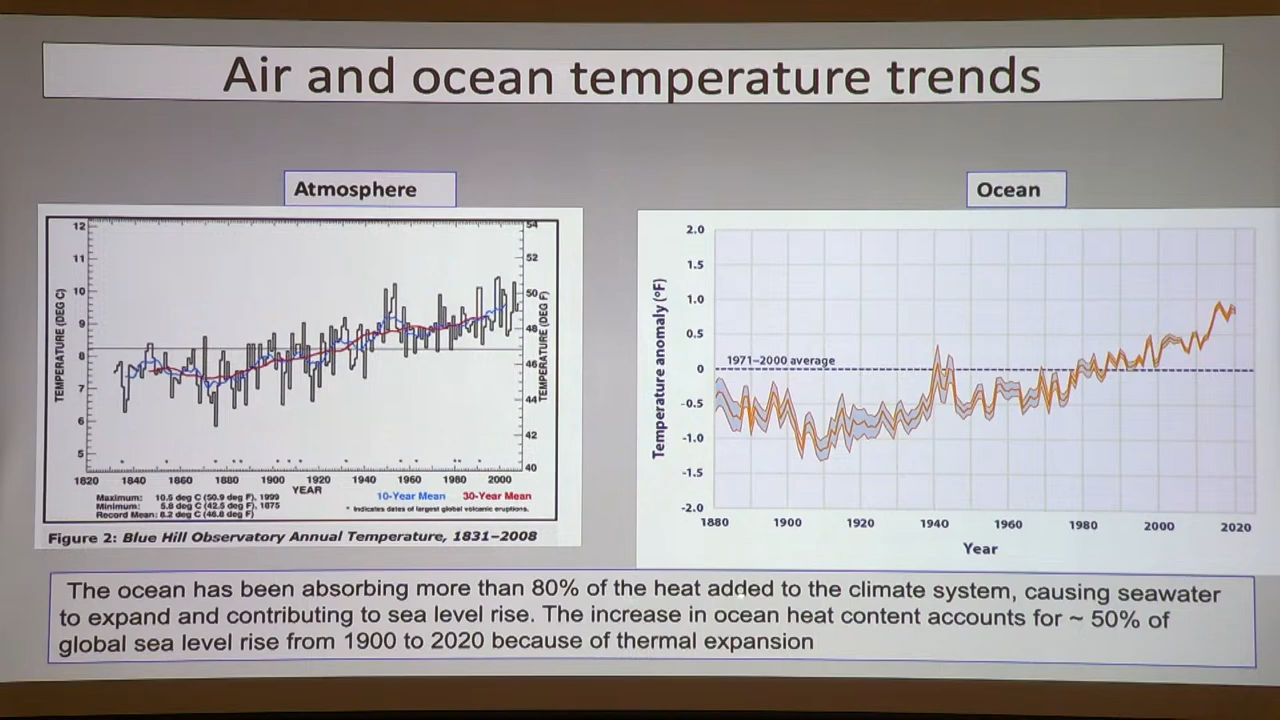 Air and ocean temperature trends
Atmosphere
Ocean
12
11
10
9
8
7
6
5
TEMPERATURE (DEG C)
54
52
50
48
46
44
42
40
TEMPERATURE (DEG F)
1820 1840 1860 1880 1900 1920 1940 1960 1980 2000
YEAR
Maximum: 10.5 deg C (50.9 deg F), 1999
Minimum: 5.8 deg C (42.5 deg F), 1875
Record Mean: 8.2 deg C (46.8 deg F)
10-Year Mean 30-Year Mean
* Indicates dates of largest global volcanic eruptions.
Figure 2: Blue Hill Observatory Annual Temperature, 1831–2008
2.0
1.5
1.0
0.5
0
-0.5
-1.0
-1.5
-2.0
Temperature anomaly (°F)
1971–2000 average
1880 1900 1920 1940 1960 1980 2000 2020
Year
The ocean has been absorbing more than 80% of the heat added to the climate system, causing seawater
to expand and contributing to sea level rise. The increase in ocean heat content accounts for ~ 50% of
global sea level rise from 1900 to 2020 because of thermal expansion